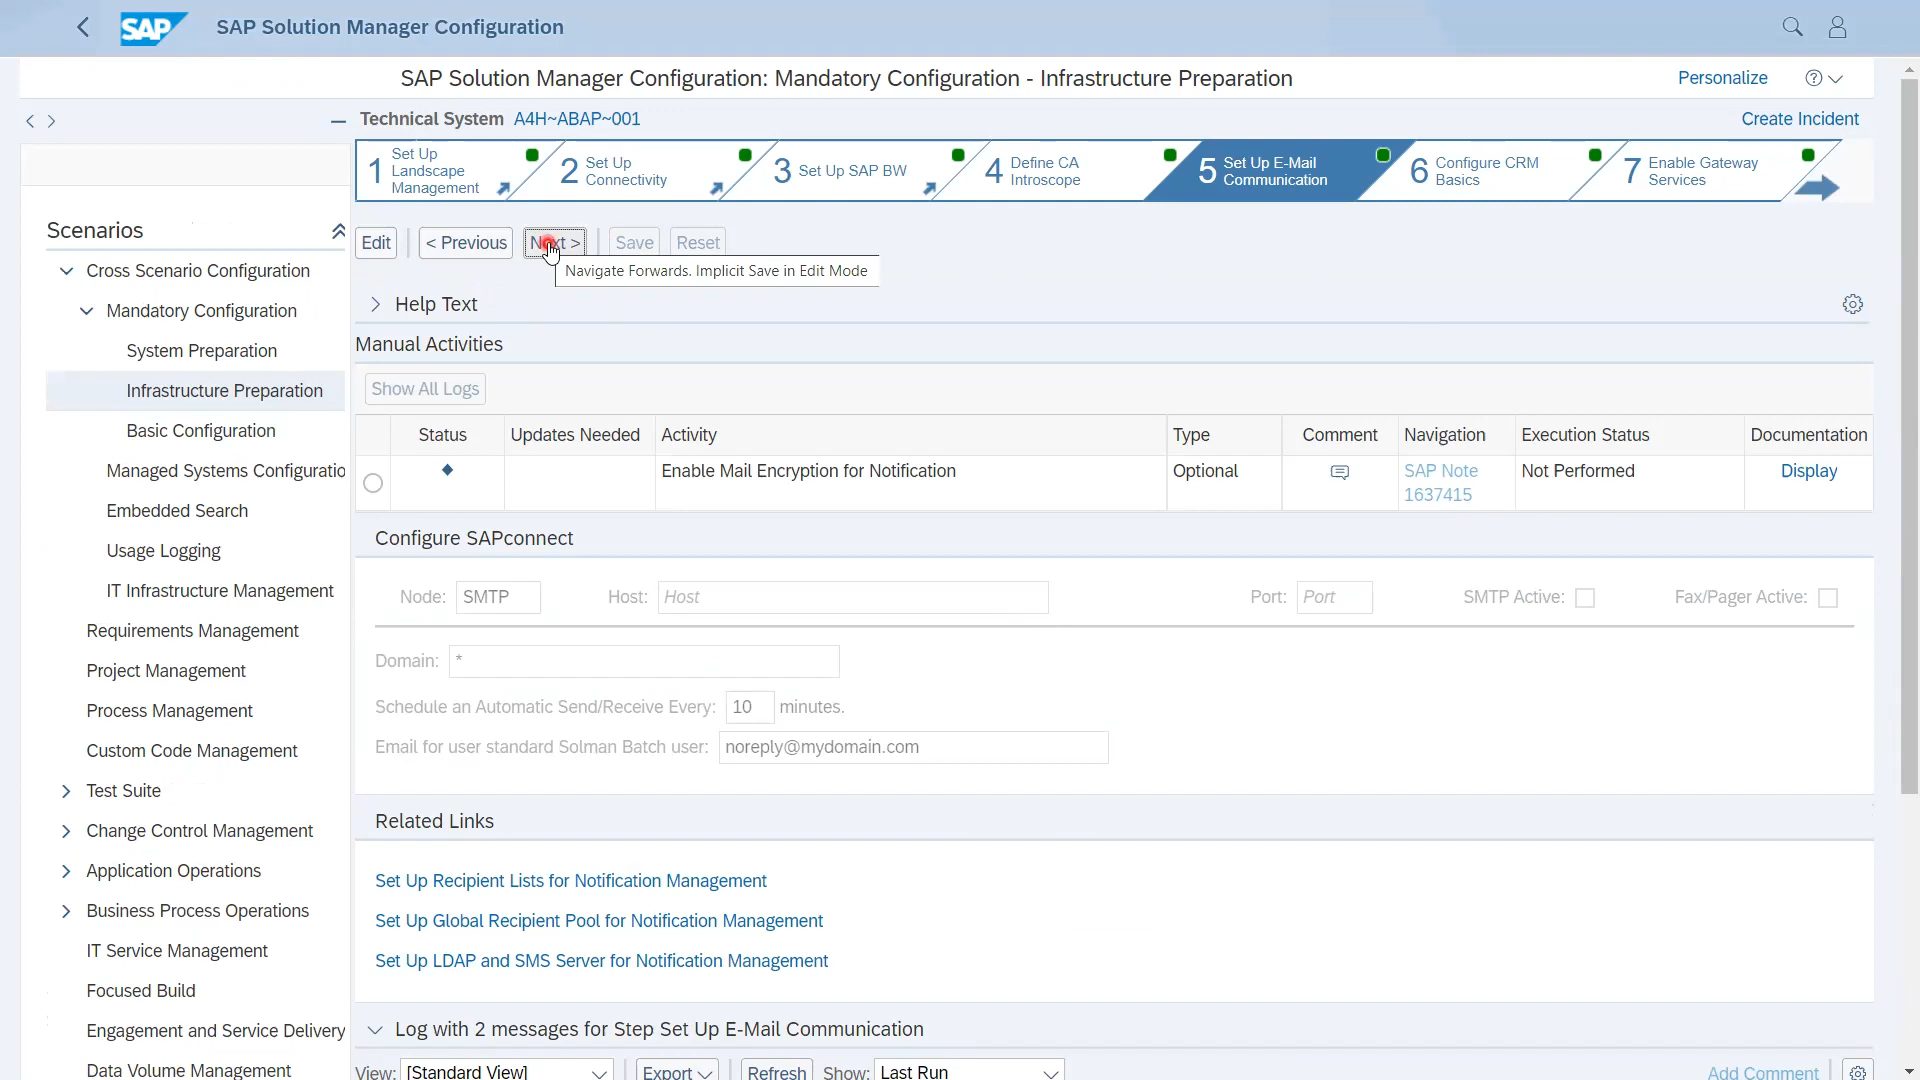 SAP SAP Solution Manager Configuration
SAP Solution Manager Configuration: Mandatory Configuration - Infrastructure Preparation
Personalize
Technical System A4H~ABAP~001
Create Incident
1 Set Up Landscape Management
2 Set Up Connectivity
3 Set Up SAP BW
4 Define CA Introscope
5 Set Up E-Mail Communication
6 Configure CRM Basics
7 Enable Gateway Services
Scenarios
Cross Scenario Configuration
Mandatory Configuration
System Preparation
Infrastructure Preparation
Basic Configuration
Managed Systems Configuratio
Embedded Search
Usage Logging
IT Infrastructure Management
Requirements Management
Project Management
Process Management
Custom Code Management
Test Suite
Change Control Management
Application Operations
Business Process Operations
IT Service Management
Focused Build
Engagement and Service Delivery
Data Volume Management
Edit
< Previous
Next >
Save
Reset
Navigate Forwards. Implicit Save in Edit Mode
Help Text
Manual Activities
Show All Logs
Status Updates Needed Activity Type Comment Navigation Execution Status Documentation
Enable Mail Encryption for Notification Optional SAP Note 1637415 Not Performed Display
Configure SAPconnect
Node: SMTP Host: Host Port: Port SMTP Active: Fax/Pager Active:
Domain: *
Schedule an Automatic Send/Receive Every: 10 minutes.
Email for user standard Solman Batch user: noreply@mydomain.com
Related Links
Set Up Recipient Lists for Notification Management
Set Up Global Recipient Pool for Notification Management
Set Up LDAP and SMS Server for Notification Management
Log with 2 messages for Step Set Up E-Mail Communication
View: [Standard View] Export Refresh Show: Last Run Add Comment